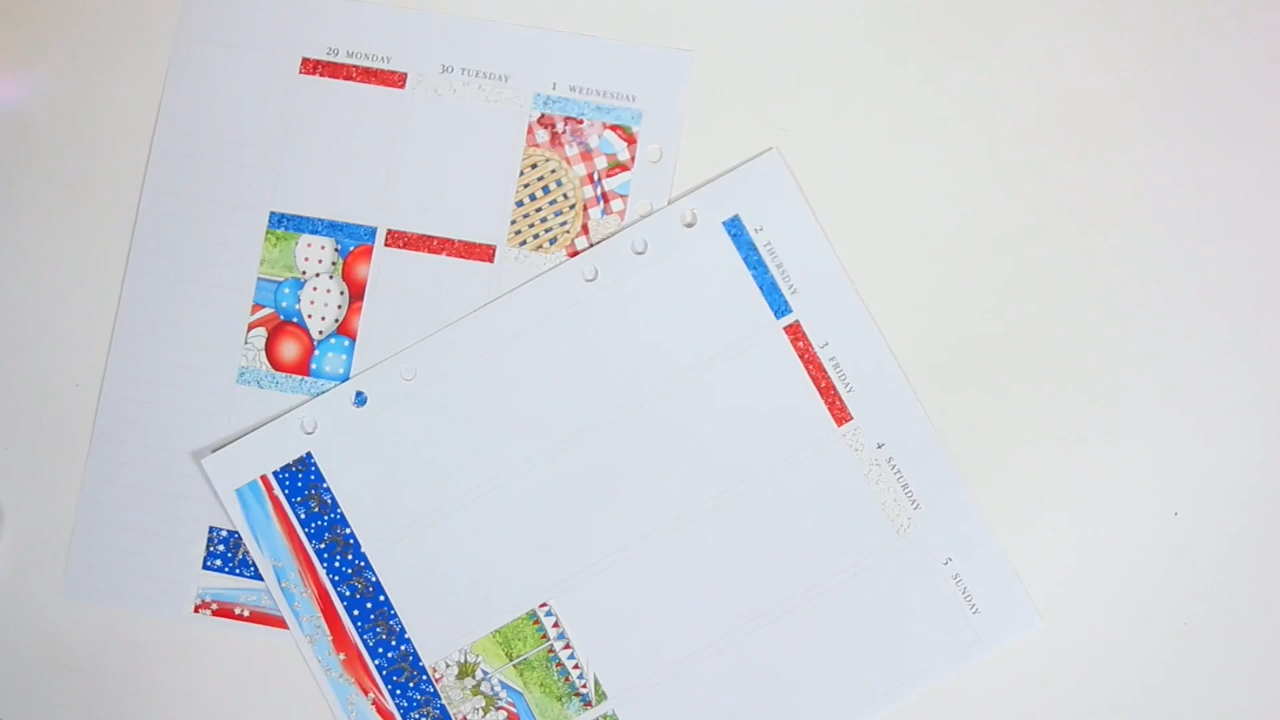 29 MONDAY
30 TUESDAY
1 WEDNESDAY
2 THURSDAY
3 FRIDAY
4 SATURDAY
5 SUNDAY